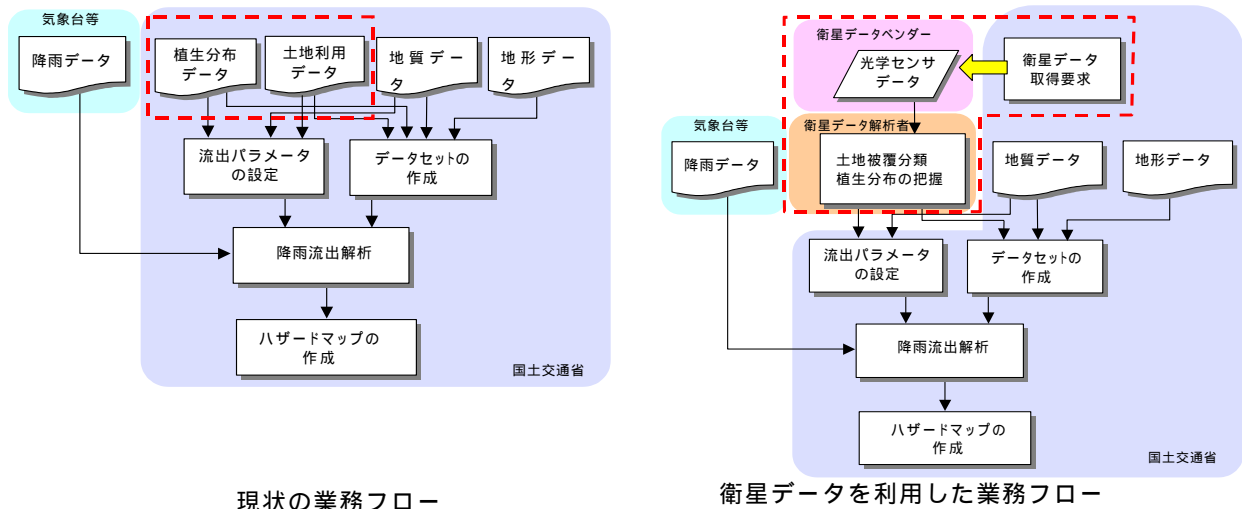 気象台等
降雨データ
植生分布
データ
土地利用
データ
地質デー
タ
地形デー
タ
流出パラメータ
の設定
データセットの
作成
降雨流出解析
ハザードマップの
作成
国土交通省
現状の業務フロー
衛星データベンダー
光学センサ
データ
衛星データ
取得要求
気象台等
衛星データ解析者
降雨データ
土地被覆分類
植生分布の把握
地質データ
地形データ
流出パラメータ
の設定
データセットの
作成
降雨流出解析
ハザードマップの
作成
国土交通省
衛星データを利用した業務フロー